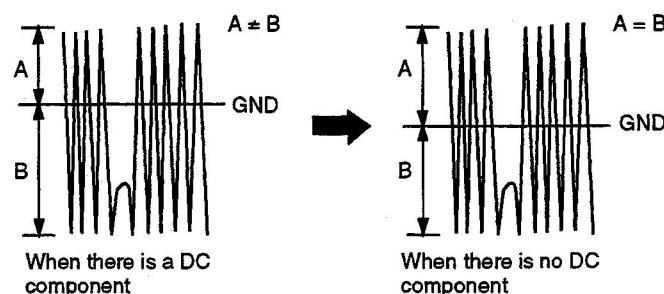 A ≠ B
A
GND
B
When there is a DC
component
A = B
A
GND
B
When there is no DC
component